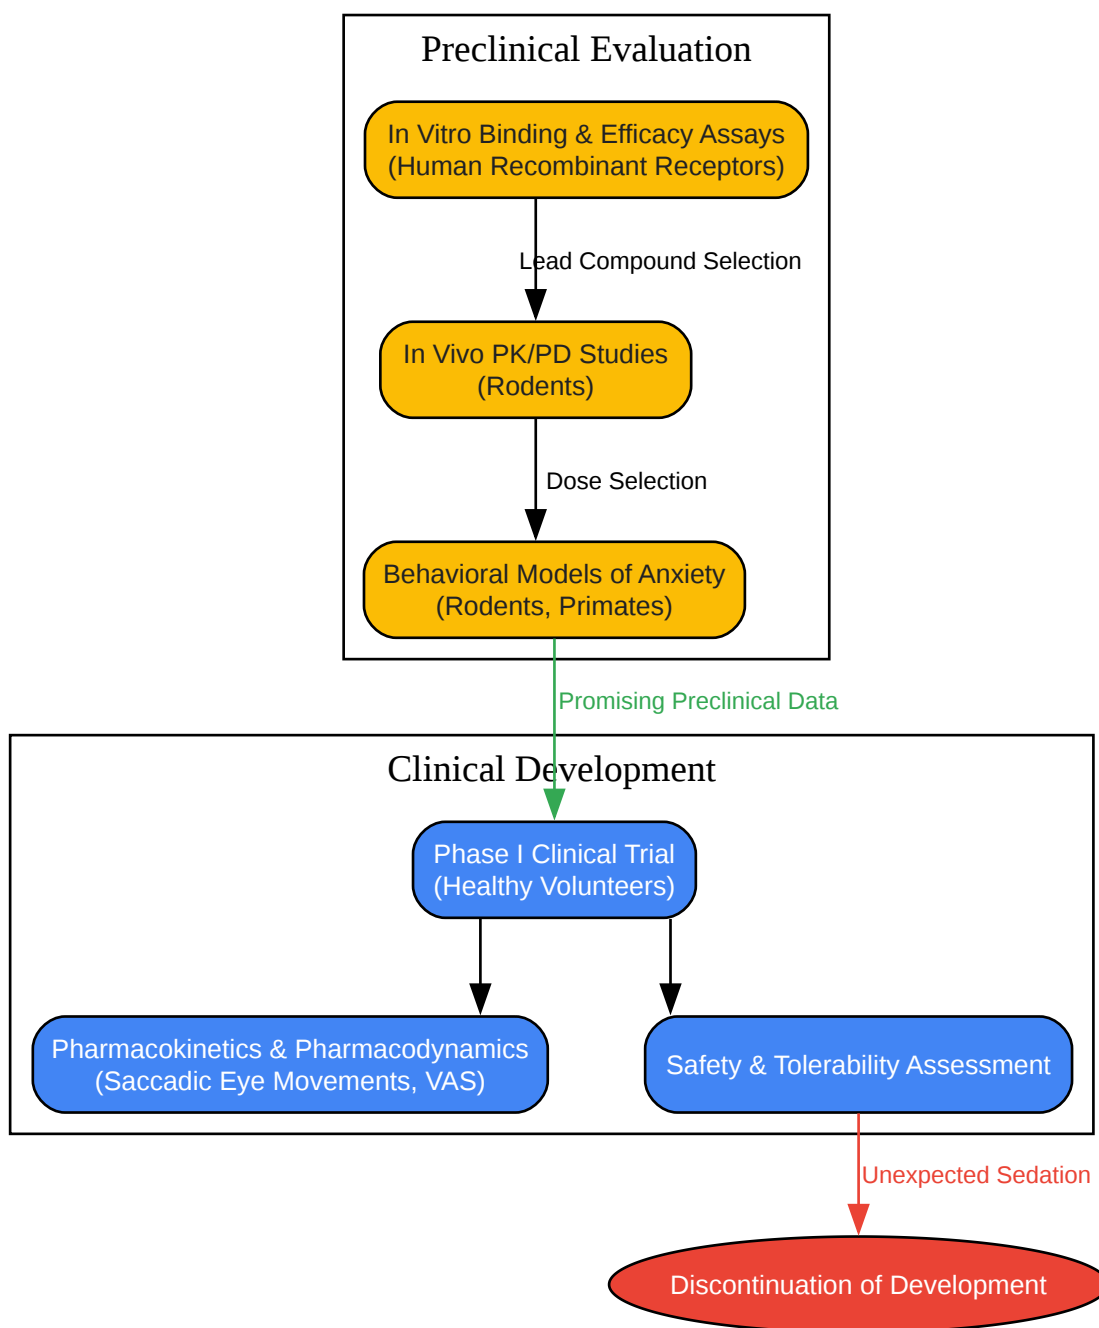 Preclinical Evaluation
In Vitro Binding & Efficacy Assays
(Human Recombinant Receptors)
Lead Compound Selection
In Vivo PK/PD Studies
(Rodents)
Dose Selection
Behavioral Models of Anxiety
(Rodents, Primates)
Promising Preclinical Data
Clinical Development
Phase I Clinical Trial
(Healthy Volunteers)
Pharmacokinetics & Pharmacodynamics
(Saccadic Eye Movements, VAS)
Safety & Tolerability Assessment
Unexpected Sedation
Discontinuation of Development